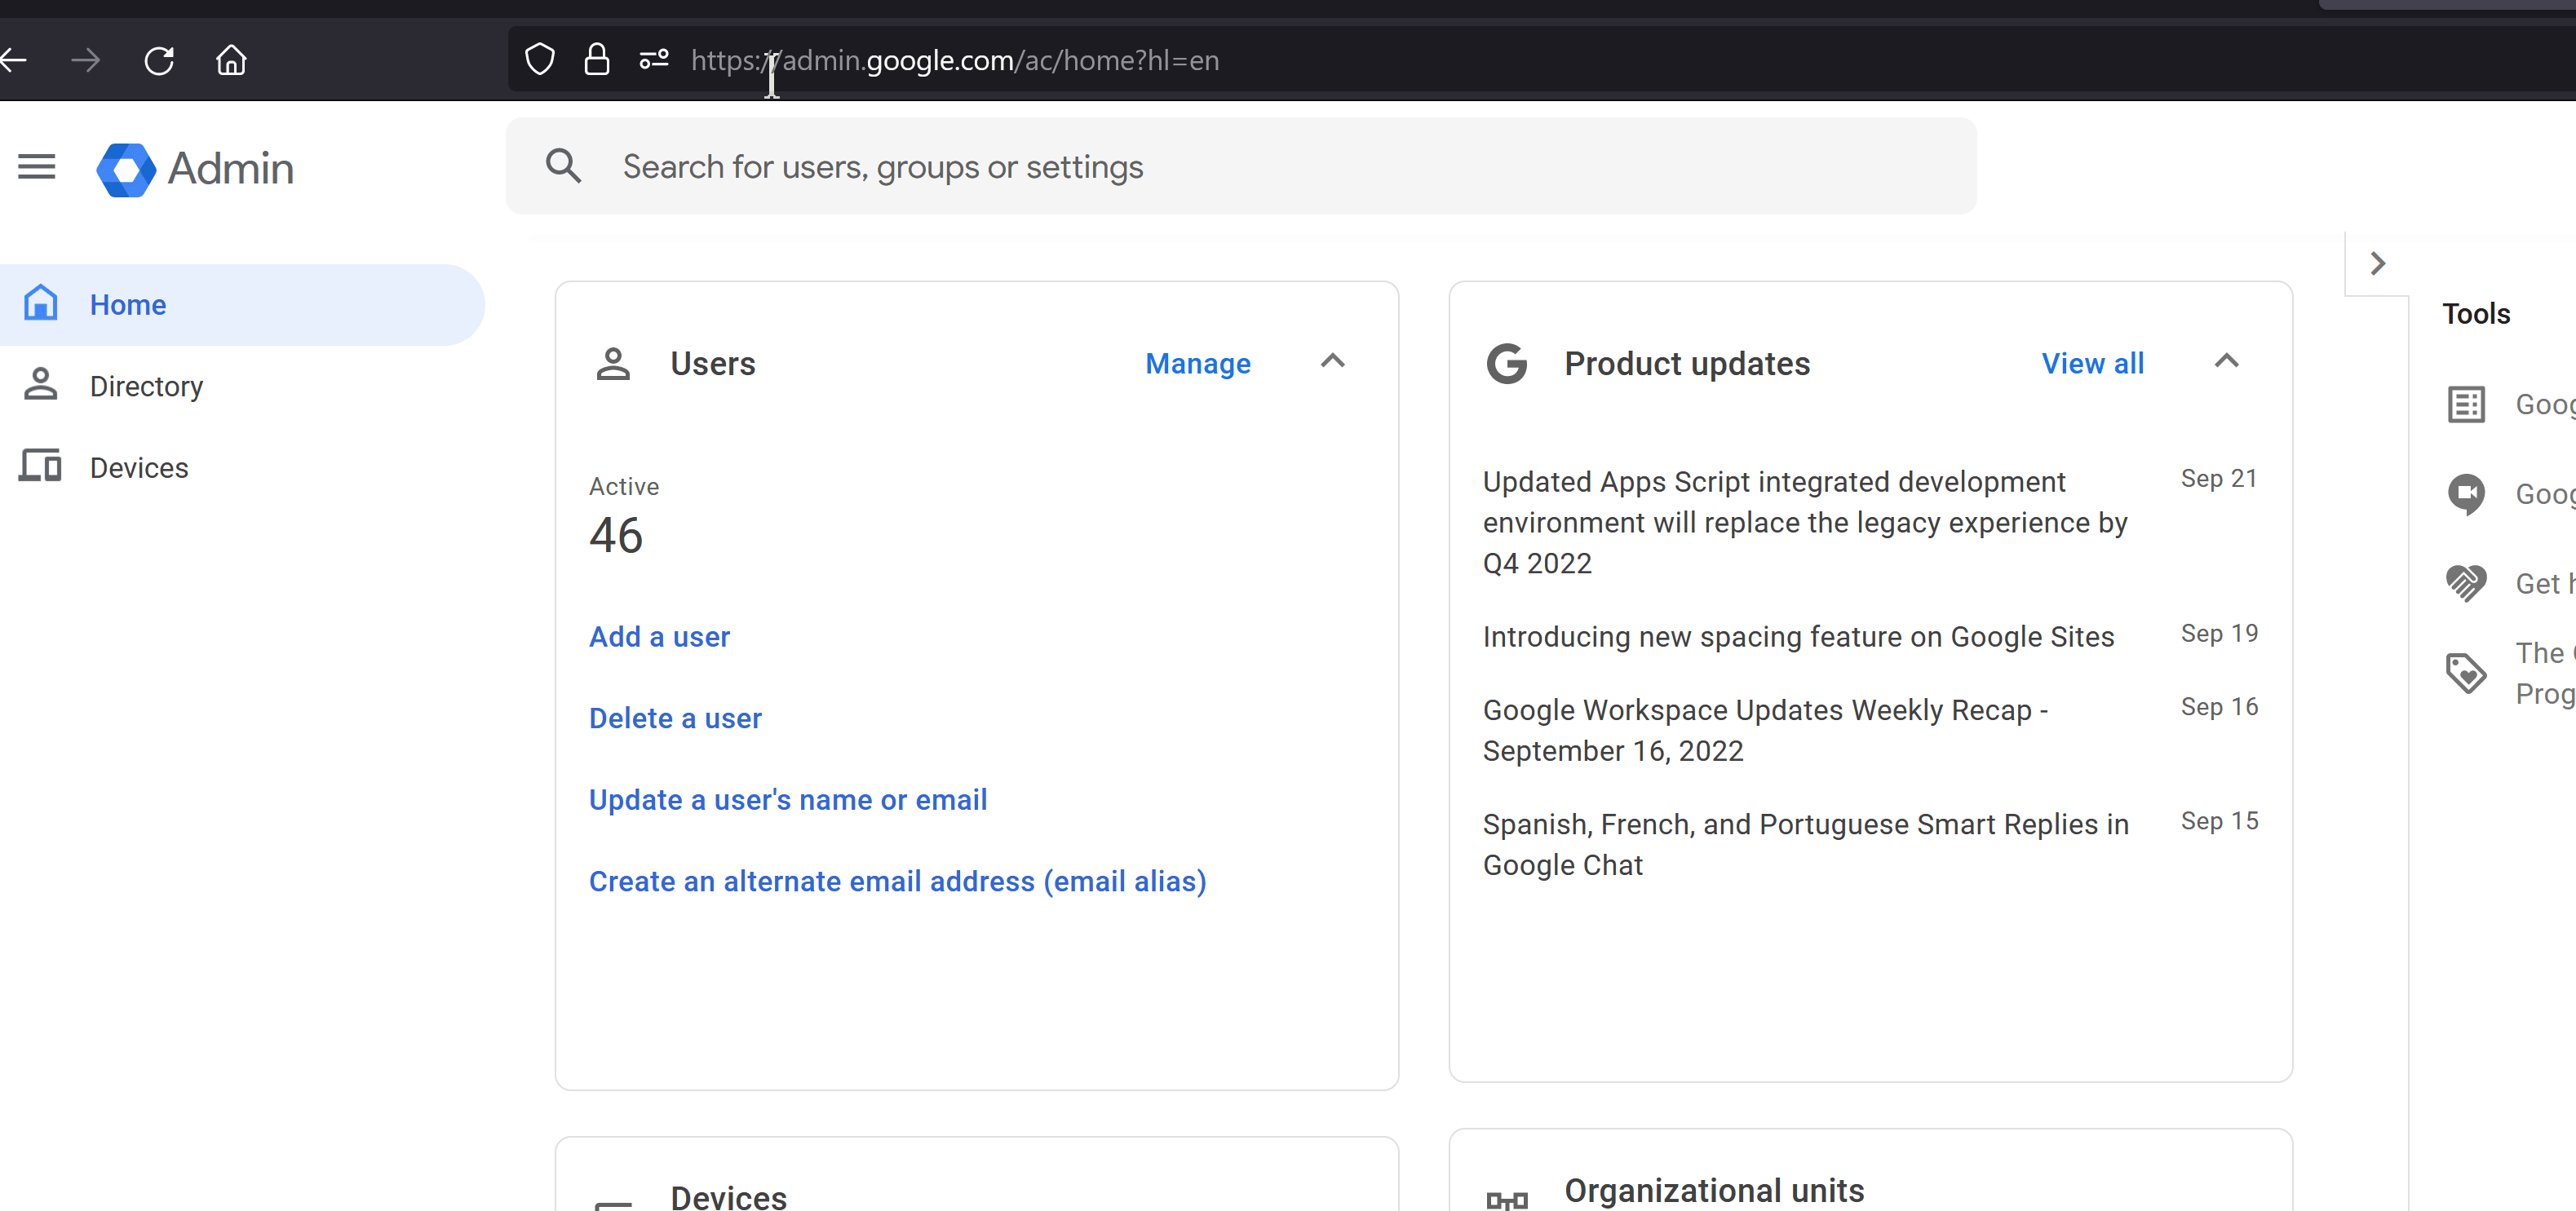 https://admin.google.com/ac/home?hl=en
Admin
Search for users, groups or settings
Home
Directory
Devices
Users
Manage
Active
46
Add a user
Delete a user
Update a user's name or email
Create an alternate email address (email alias)
Product updates
View all
Updated Apps Script integrated development
environment will replace the legacy experience by
Q4 2022
Sep 21
Introducing new spacing feature on Google Sites
Sep 19
Google Workspace Updates Weekly Recap -
September 16, 2022
Sep 16
Spanish, French, and Portuguese Smart Replies in
Google Chat
Sep 15
Tools
Get
The
Devices
Organizational units